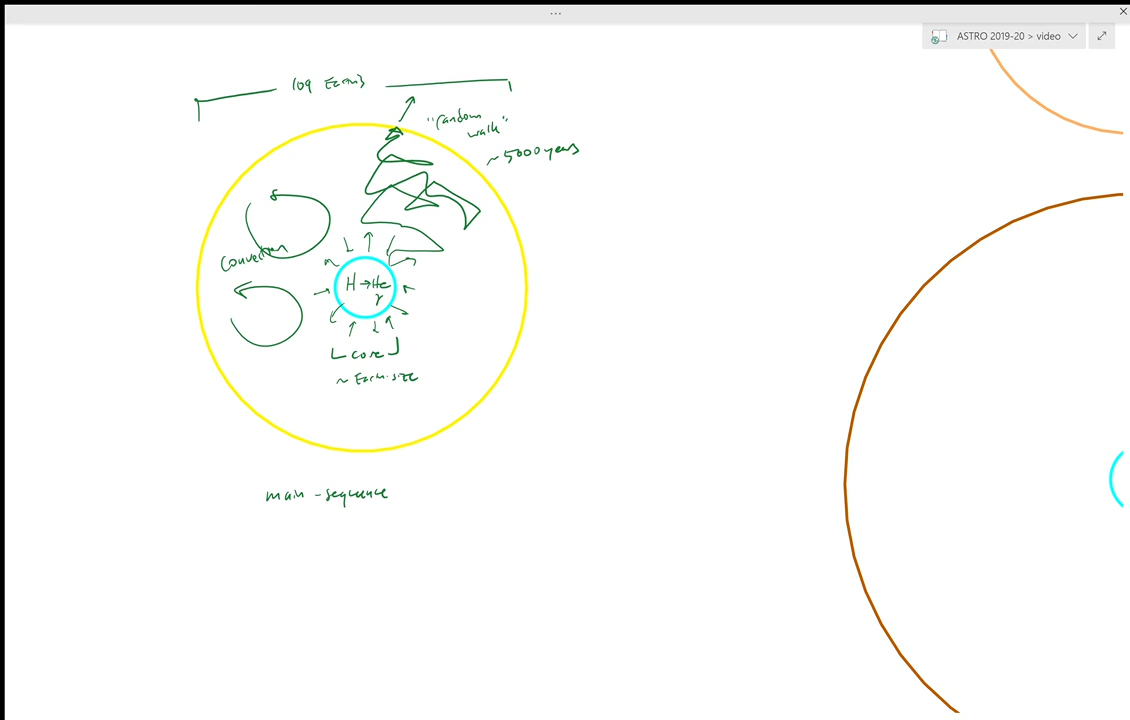 ...
ASTRO 2019-20 > video
109 Earths
"random
walk"
~5000 years
Convection
H→He
γ
core
~ Earth-size
main-sequence